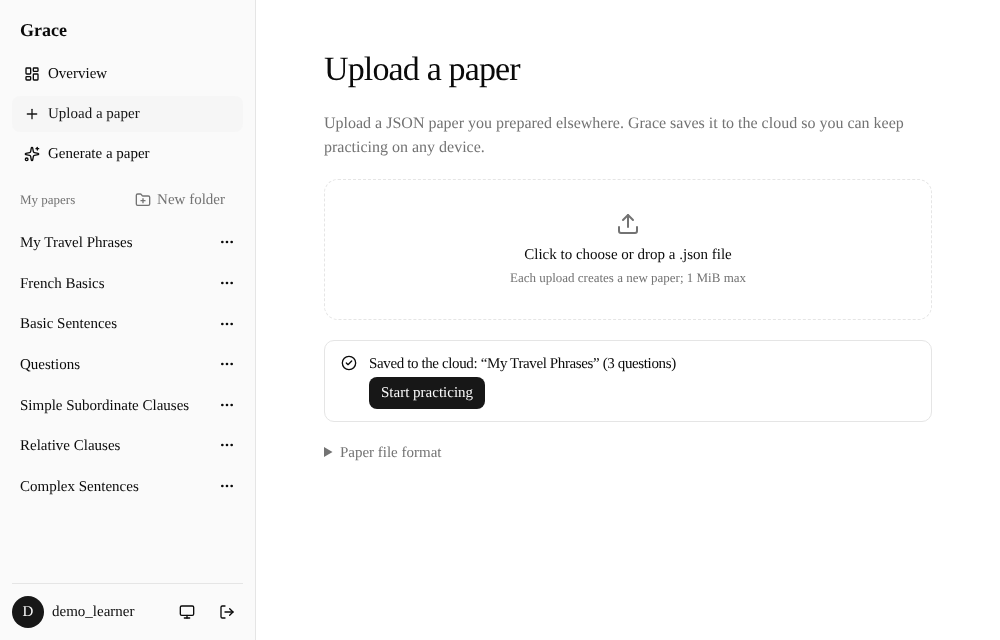 Grace
Overview
Upload a paper
Generate a paper
My papers
New folder
My Travel Phrases
French Basics
Basic Sentences
Questions
Simple Subordinate Clauses
Relative Clauses
Complex Sentences
D
demo_learner
Upload a paper
Upload a JSON paper you prepared elsewhere. Grace saves it to the cloud so you can keep
practicing on any device.
Click to choose or drop a .json file
Each upload creates a new paper; 1 MiB max
Saved to the cloud: “My Travel Phrases” (3 questions)
Start practicing
Paper file format